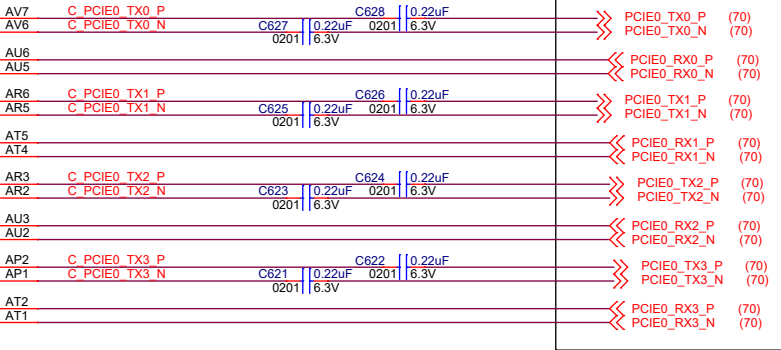 AV7 C_PCIE0_TX0_P C628 0.22uF PCIE0_TX0_P (70)
AV6 C_PCIE0_TX0_N C627 0.22uF 0201 6.3V PCIE0_TX0_N (70)
0201 6.3V
AU6 PCIE0_RX0_P (70)
AU5 PCIE0_RX0_N (70)
AR6 C_PCIE0_TX1_P C626 0.22uF PCIE0_TX1_P (70)
AR5 C_PCIE0_TX1_N C625 0.22uF 0201 6.3V PCIE0_TX1_N (70)
0201 6.3V
AT5 PCIE0_RX1_P (70)
AT4 PCIE0_RX1_N (70)
AR3 C_PCIE0_TX2_P C624 0.22uF PCIE0_TX2_P (70)
AR2 C_PCIE0_TX2_N C623 0.22uF 0201 6.3V PCIE0_TX2_N (70)
0201 6.3V
AU3 PCIE0_RX2_P (70)
AU2 PCIE0_RX2_N (70)
AP2 C_PCIE0_TX3_P C622 0.22uF PCIE0_TX3_P (70)
AP1 C_PCIE0_TX3_N C621 0.22uF 0201 6.3V PCIE0_TX3_N (70)
0201 6.3V
AT2 PCIE0_RX3_P (70)
AT1 PCIE0_RX3_N (70)